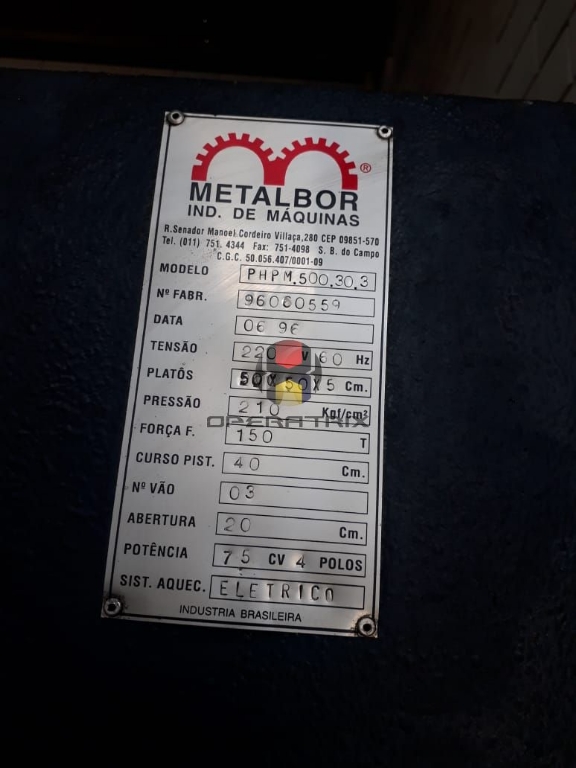 ®
METALBOR
IND. DE MÁQUINAS
R.Senador Manoel Cordeiro Villaça,280 CEP 09851-570
Tel. (011) 751. 4344 Fax: 751-4098 S. B. do Campo
C.G.C. 50.056.407/0001-09
MODELO PHPM.500.30.3
Nº FABR. 96060559
DATA 06 96
TENSÃO 220 V 60 Hz
PLATÔS 50X50X5 Cm.
PRESSÃO 210 Kgf/cm²
OPERATRIX
FORÇA F. 150 T
CURSO PIST. 40 Cm.
Nº VÃO 03
ABERTURA 20 Cm.
POTÊNCIA 75 CV 4 POLOS
SIST. AQUEC. ELETRICO
INDUSTRIA BRASILEIRA